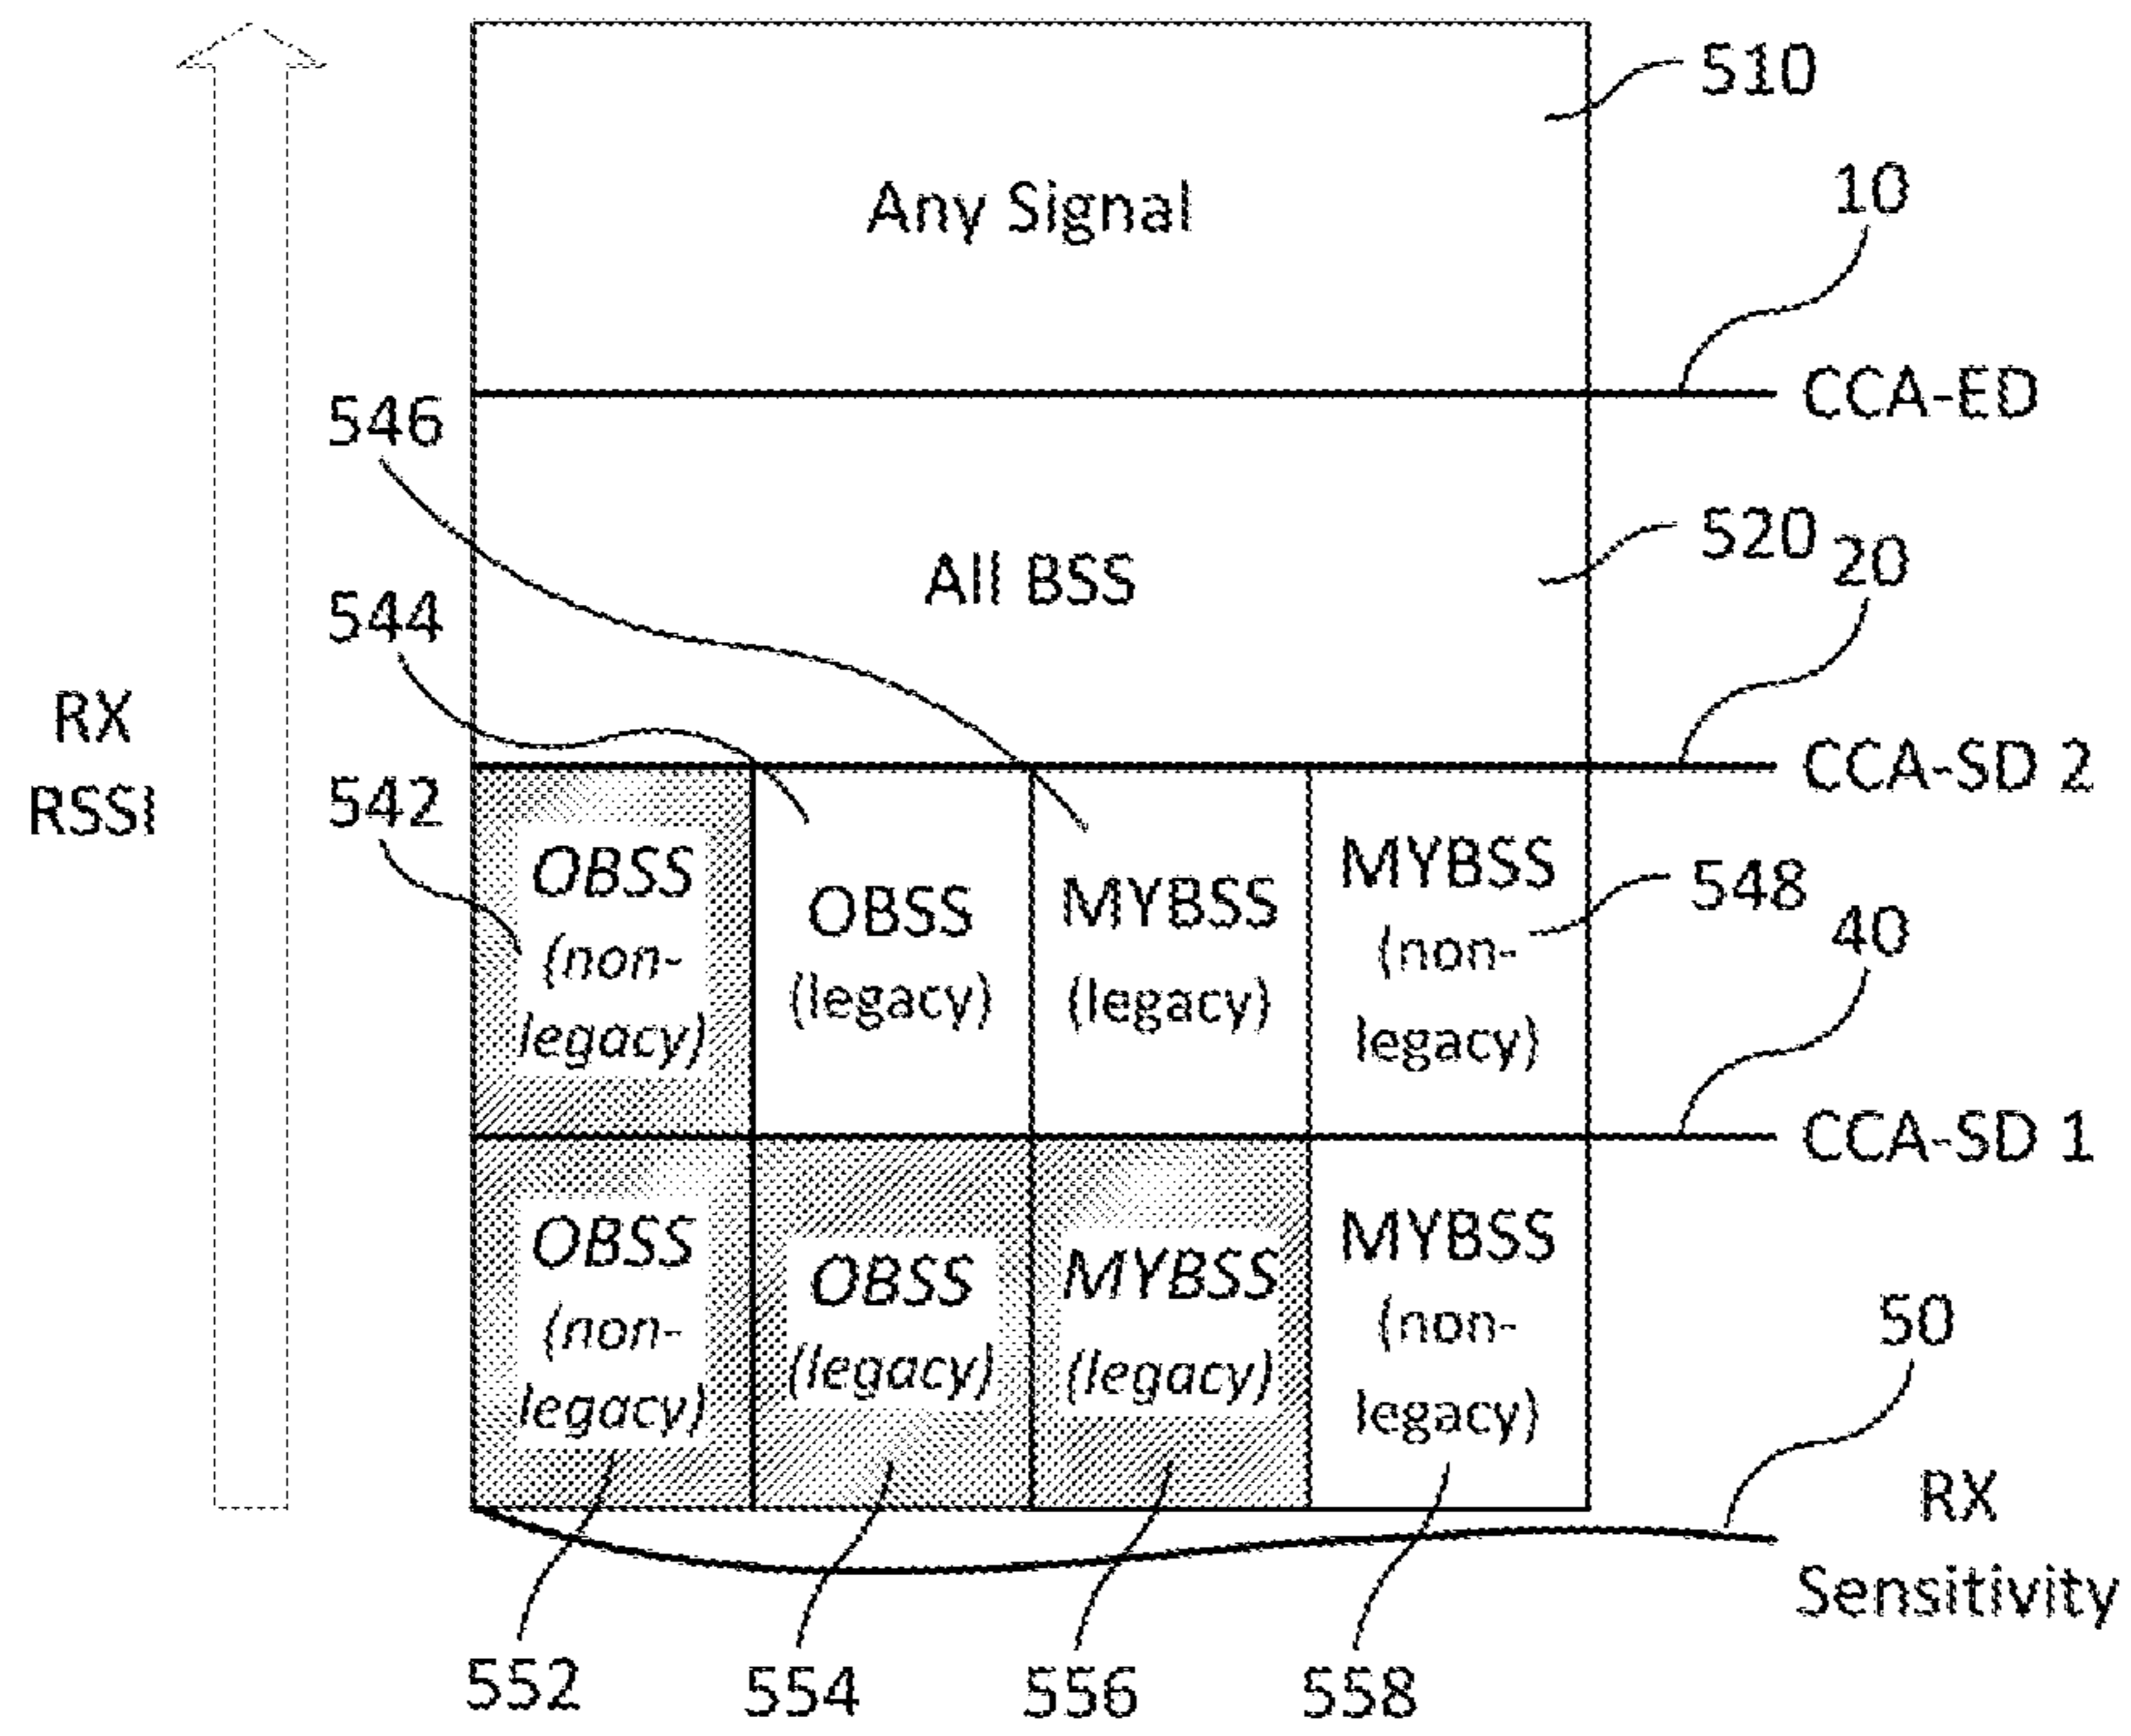 510
Any Signal
10
CCA-ED
546
All BSS
520
20
544
RX
RSSI
CCA-SD 2
542
OBSS
(non-
legacy)
OBSS
(legacy)
MYBSS
(legacy)
MYBSS
(non-
legacy)
548
40
CCA-SD 1
OBSS
(non-
legacy)
OBSS
(legacy)
MYBSS
(legacy)
MYBSS
(non-
legacy)
50
RX
Sensitivity
552
554
556
558